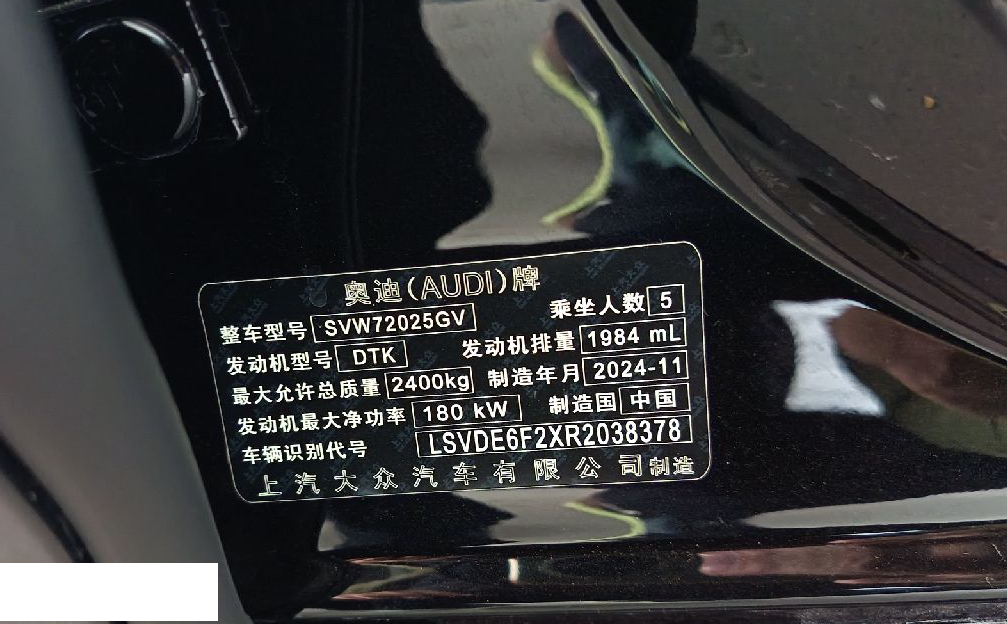 奥迪(AUDI)牌
整车型号 SVW72025GV 乘坐人数 5
发动机型号 DTK 发动机排量 1984 mL
最大允许总质量 2400kg 制造年月 2024-11
发动机最大净功率 180 kW 制造国 中国
车辆识别代号 LSVDE6F2XR2038378
上汽大众汽车有限公司制造